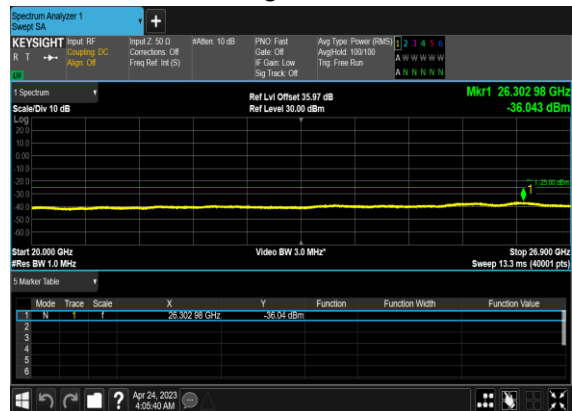 Spectrum Analyzer 1
Swept SA
+
KEYSIGHT Input: RF
R T
Coupling: DC
Align: Off
Input Z: 50 Ω
Corrections: Off
Freq Ref: Int (S)
#Atten: 10 dB
PNO: Fast
Gate: Off
IF Gain: Low
Sig Track: Off
Avg Type: Power (RMS)
Avg|Hold: 100/100
Trig: Free Run
1 2 3 4 5 6
A W W W W W
A N N N N N
1 Spectrum
Scale/Div 10 dB
Ref Lvl Offset 35.97 dB
Ref Level 30.00 dBm
Mkr1 26.302 98 GHz
-36.043 dBm
Log
20.0
10.0
0.00
-10.0
-20.0
-30.0
-40.0
-50.0
-60.0
1
Start 20.000 GHz
#Res BW 1.0 MHz
Video BW 3.0 MHz*
Stop 26.900 GHz
Sweep 13.3 ms (40001 pts)
5 Marker Table
Mode Trace Scale X Y Function Function Width Function Value
1 N 1 f 26.302 98 GHz -36.04 dBm
2
3
4
5
6
? Apr 24, 2023
4:05:40 AM